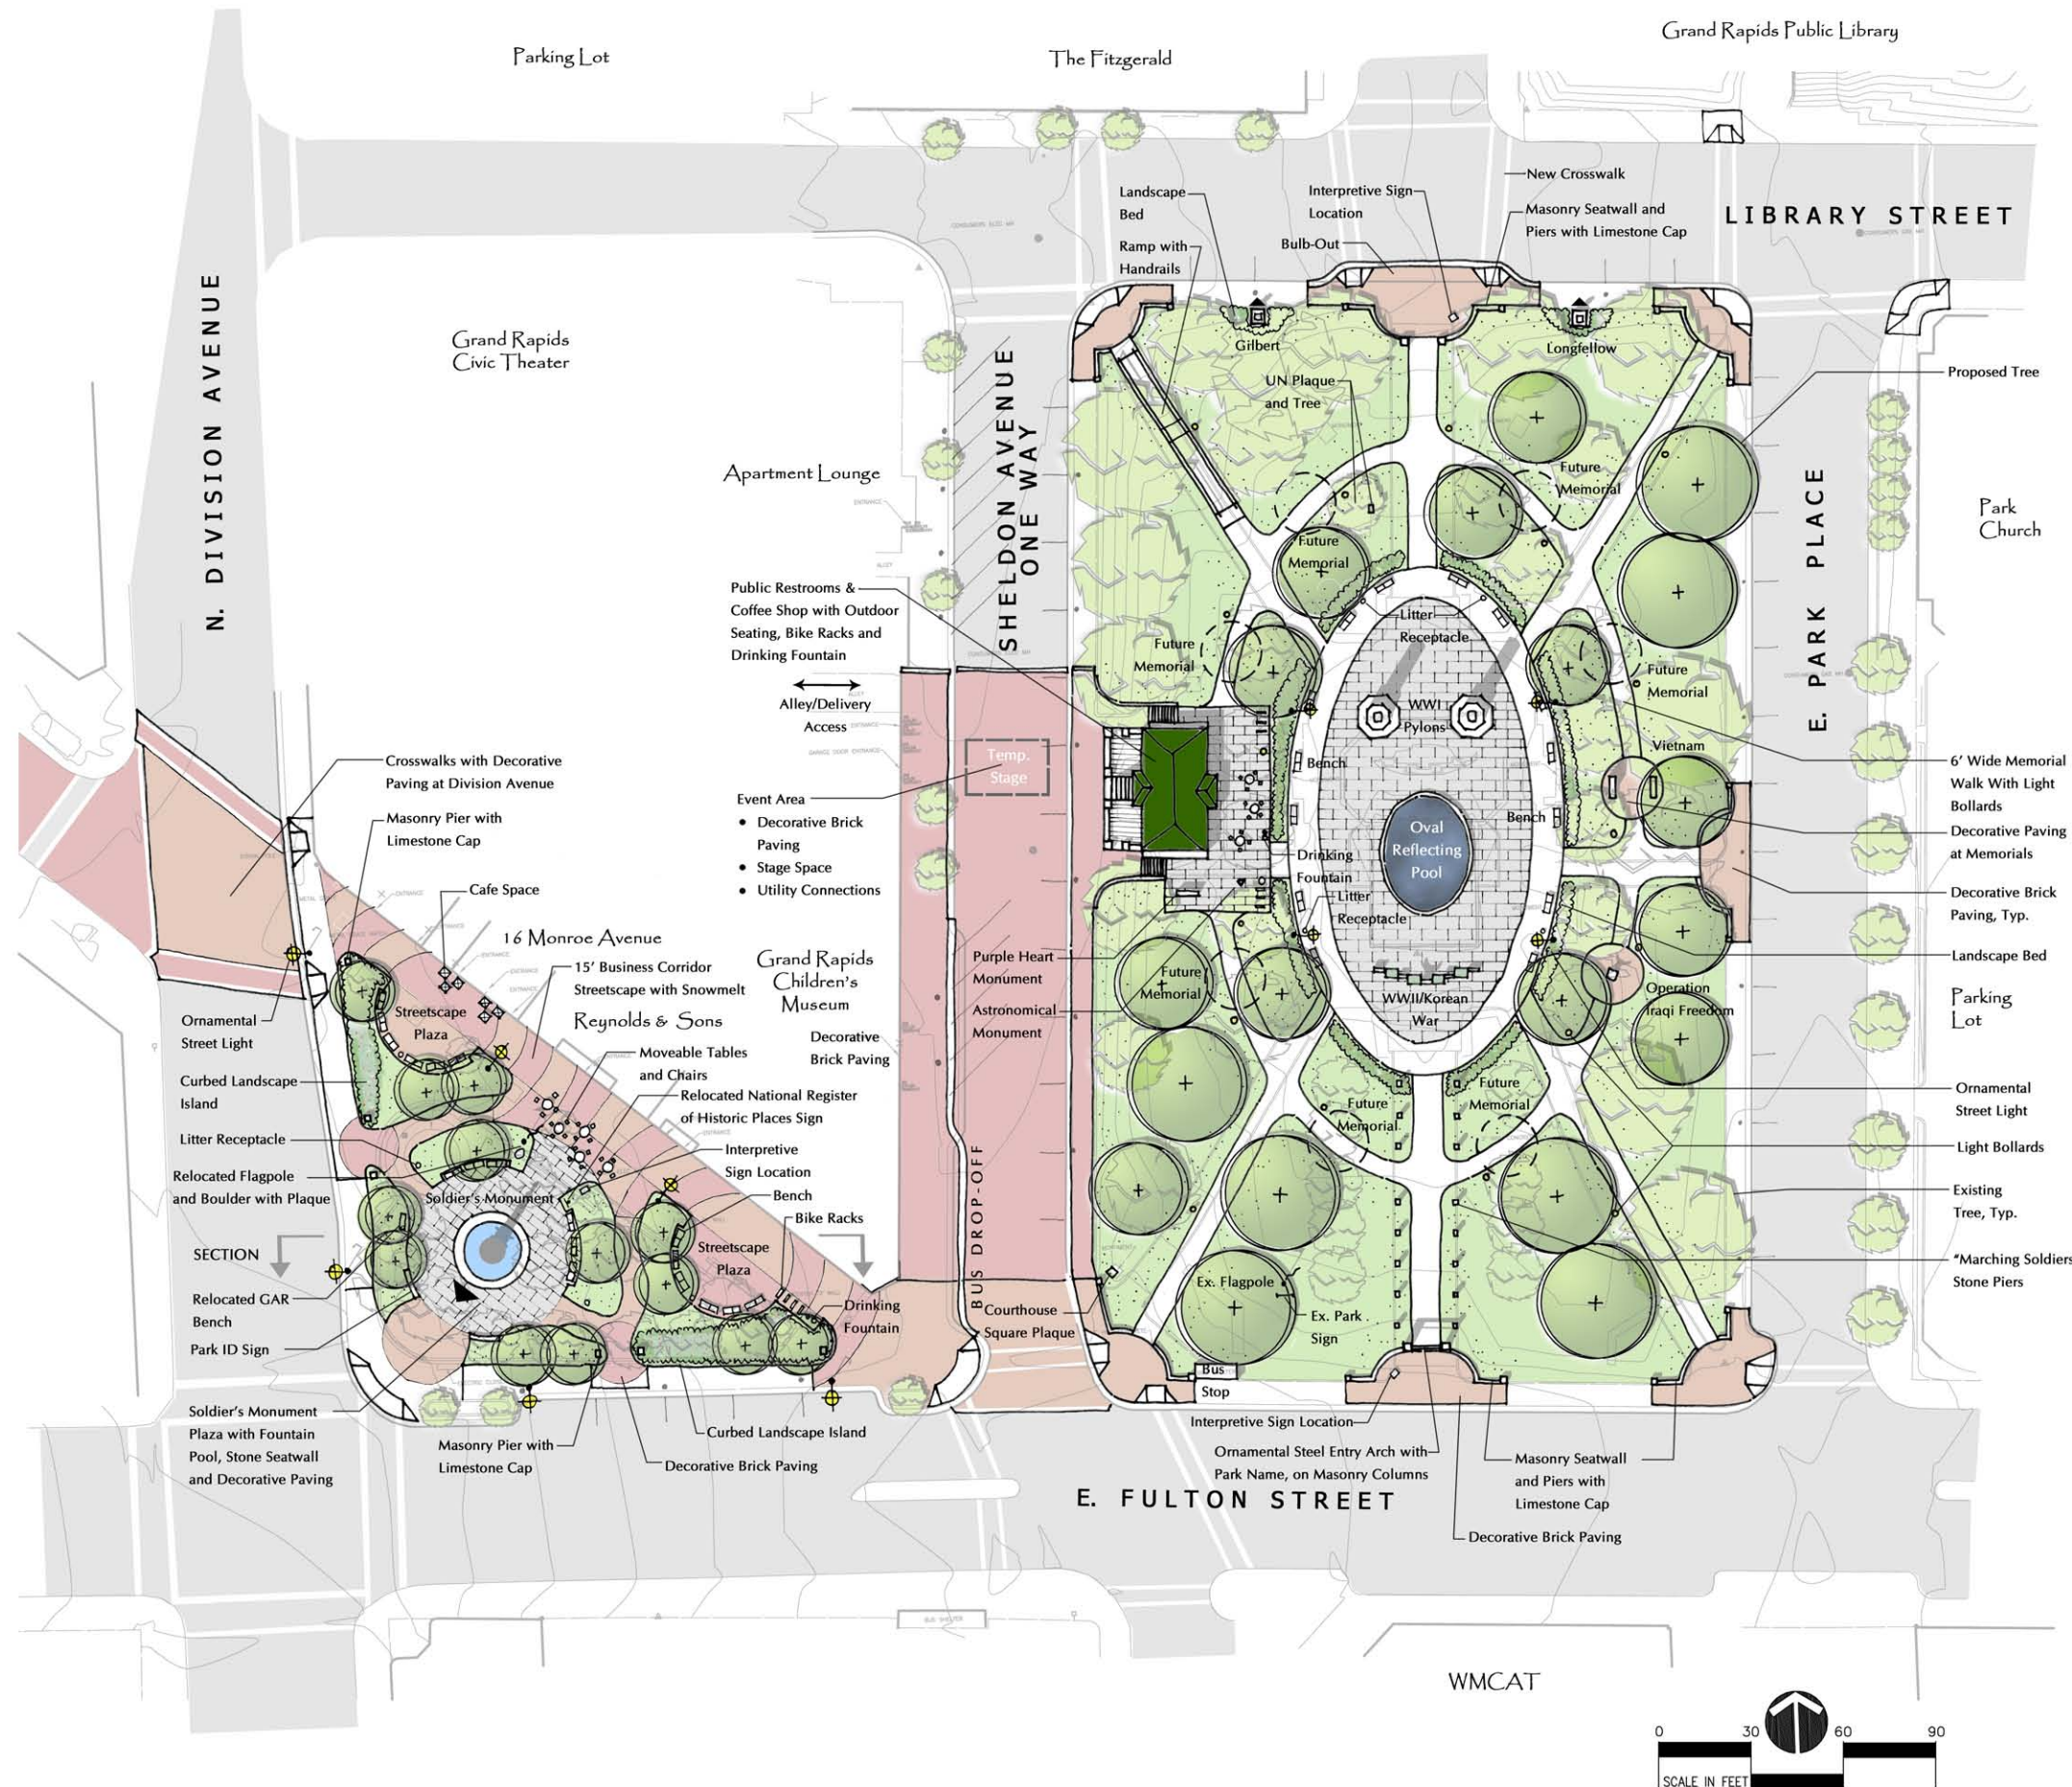 Parking Lot
The Fitzgerald
Grand Rapids Public Library
Landscape
Bed
Ramp with
Handrails
Interpretive Sign
Location
Bulb-Out
New Crosswalk
Masonry Seatwall and
Piers with Limestone Cap
LIBRARY STREET
N. DIVISION AVENUE
Grand Rapids
Civic Theater
SHELDON AVENUE
ONE WAY
Gilbert
Longfellow
UN Plaque
and Tree
Proposed Tree
Apartment Lounge
Future
Memorial
E. PARK PLACE
Park
Church
Future
Memorial
Public Restrooms &
Coffee Shop with Outdoor
Seating, Bike Racks and
Drinking Fountain
Litter
Receptacle
Future
Memorial
Future
Memorial
Alley/Delivery
Access
WWI
Pylons
Vietnam
Temp.
Stage
Bench
Bench
6' Wide Memorial
Walk With Light
Bollards
Crosswalks with Decorative
Paving at Division Avenue
Masonry Pier with
Limestone Cap
Event Area
• Decorative Brick
Paving
• Stage Space
• Utility Connections
Oval
Reflecting
Pool
Decorative Paving
at Memorials
Drinking
Fountain
Litter
Receptacle
Decorative Brick
Paving, Typ.
Cafe Space
16 Monroe Avenue
15' Business Corridor
Streetscape with Snowmelt
Grand Rapids
Children's
Museum
Purple Heart
Monument
Future
Memorial
WWII/Korean
War
Landscape Bed
Operation
Iraqi Freedom
Parking
Lot
Streetscape
Plaza
Ornamental
Street Light
Reynolds & Sons
Astronomical
Monument
Decorative
Brick Paving
Moveable Tables
and Chairs
Curbed Landscape
Island
Relocated National Register
of Historic Places Sign
Future
Memorial
Future
Memorial
Ornamental
Street Light
Litter Receptacle
Interpretive
Sign Location
Light Bollards
Relocated Flagpole
and Boulder with Plaque
Soldier's Monument
Bench
Bike Racks
Existing
Tree, Typ.
BUS DROP-OFF
SECTION
Streetscape
Plaza
"Marching Soldiers
Stone Piers
Relocated GAR
Bench
Park ID Sign
Drinking
Fountain
Courthouse
Square Plaque
Ex. Flagpole
Ex. Park
Sign
Bus
Stop
Soldier's Monument
Plaza with Fountain
Pool, Stone Seatwall
and Decorative Paving
Masonry Pier with
Limestone Cap
Curbed Landscape Island
Decorative Brick Paving
Interpretive Sign Location
Ornamental Steel Entry Arch with
Park Name, on Masonry Columns
Masonry Seatwall
and Piers with
Limestone Cap
E. FULTON STREET
Decorative Brick Paving
BUS SHELTER
WMCAT
0 30 60 90
SCALE IN FEET